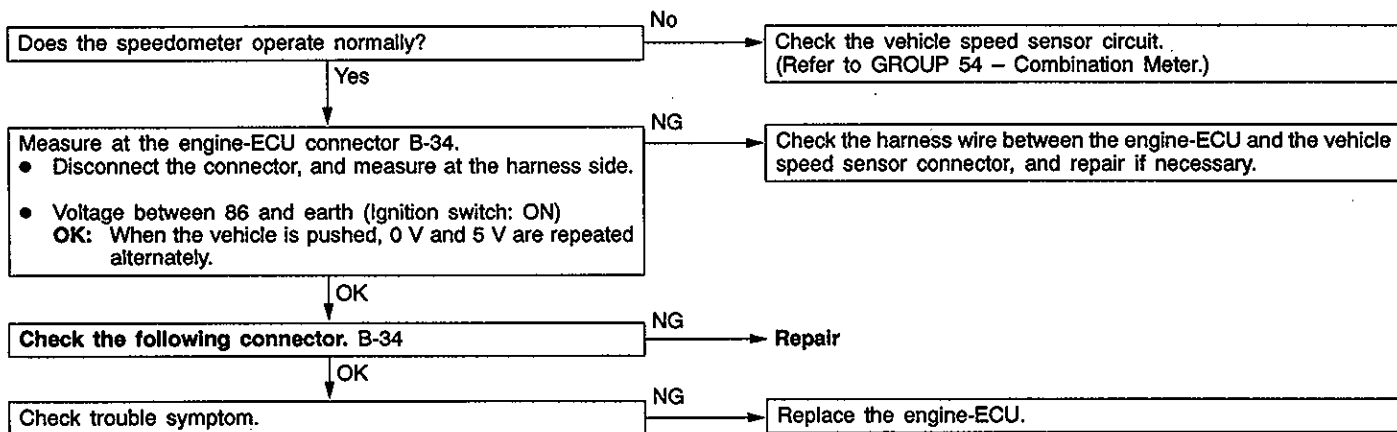 Does the speedometer operate normally?
No
Check the vehicle speed sensor circuit.
(Refer to GROUP 54 – Combination Meter.)
Yes
Measure at the engine-ECU connector B-34.
● Disconnect the connector, and measure at the harness side.
● Voltage between 86 and earth (Ignition switch: ON)
OK: When the vehicle is pushed, 0 V and 5 V are repeated
alternately.
NG
Check the harness wire between the engine-ECU and the vehicle
speed sensor connector, and repair if necessary.
OK
Check the following connector. B-34
NG
Repair
OK
Check trouble symptom.
NG
Replace the engine-ECU.